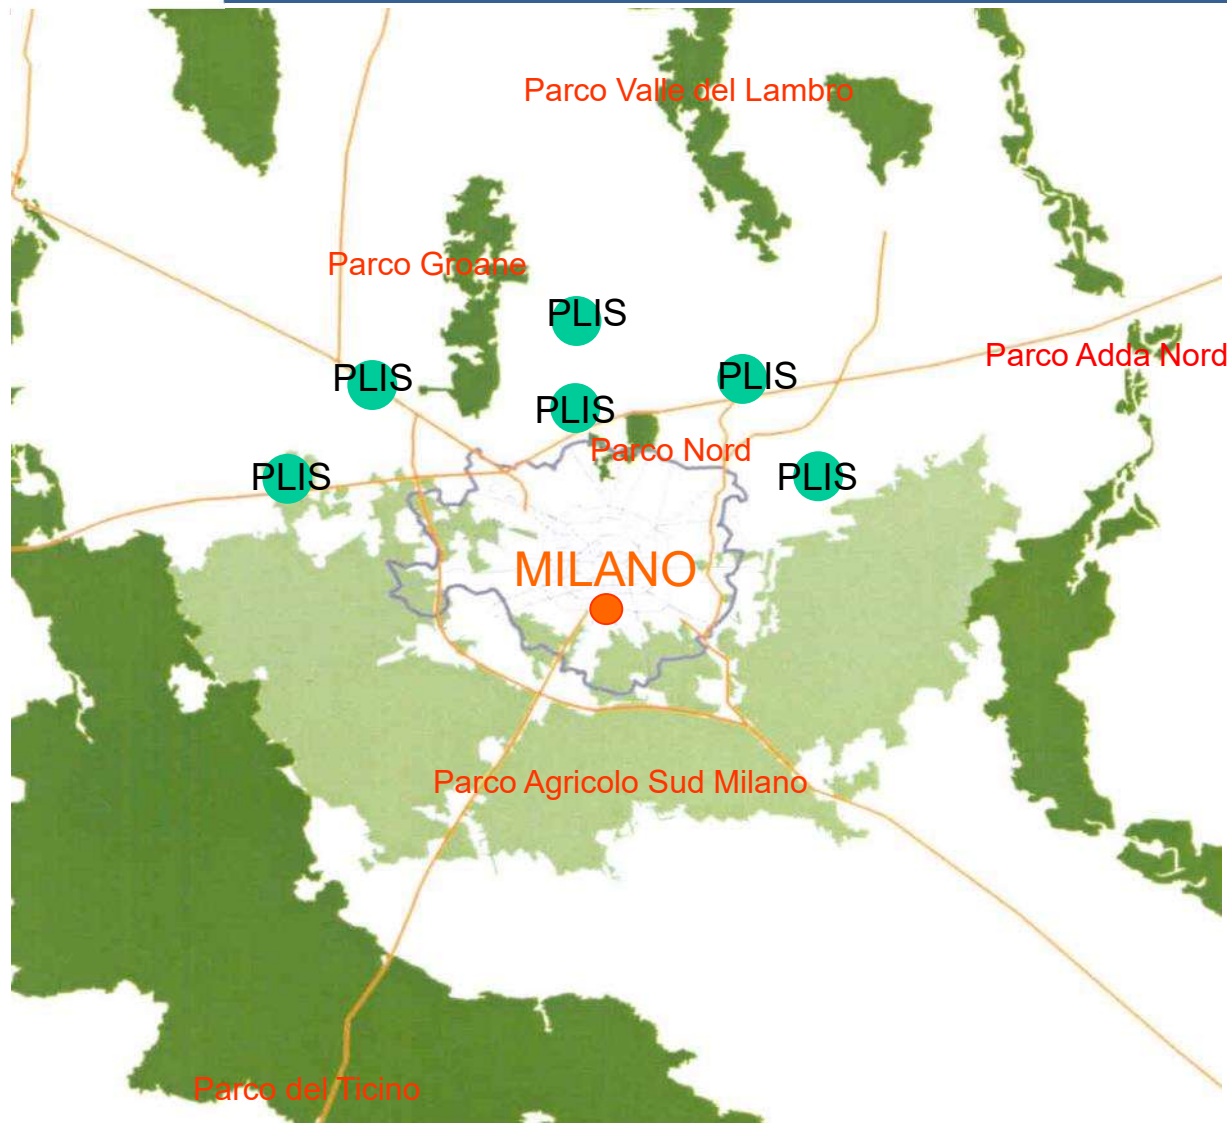 Parco Valle del Lambro
Parco Groane
PLIS
Parco Adda Nord
PLIS
PLIS
PLIS
Parco Nord
PLIS
PLIS
MILANO
Parco Agricolo Sud Milano
Parco del Ticino